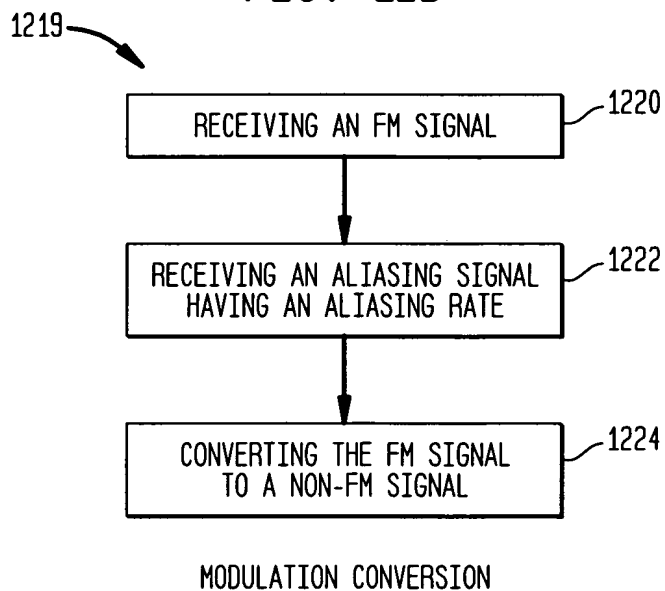 1219
RECEIVING AN FM SIGNAL
1220
RECEIVING AN ALIASING SIGNAL
HAVING AN ALIASING RATE
1222
CONVERTING THE FM SIGNAL
TO A NON-FM SIGNAL
1224
MODULATION CONVERSION